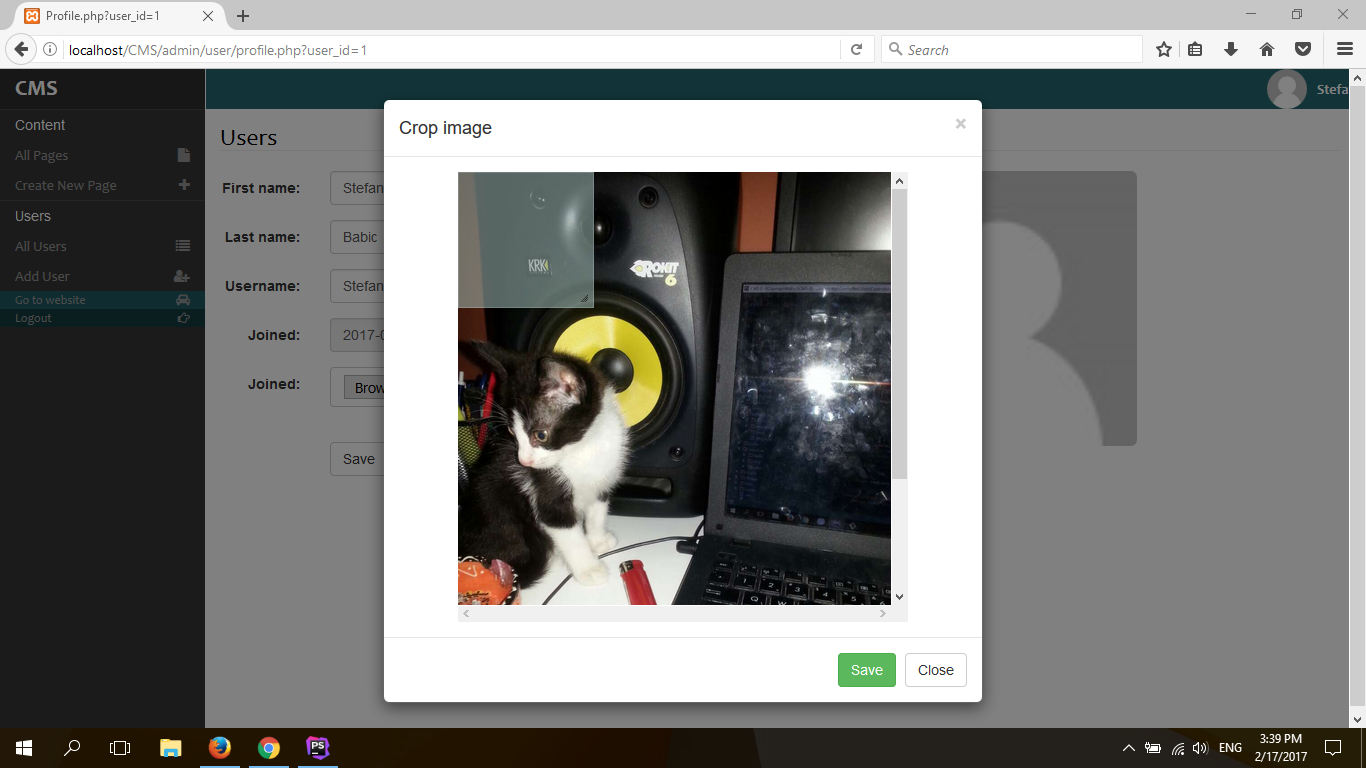 Profile.php?user_id=1
localhost/CMS/admin/user/profile.php?user_id=1
Search
CMS
Stefa
Content
All Pages
Create New Page
Users
All Users
Add User
Go to website
Logout
Users
First name:
Stefan
Last name:
Babic
Username:
Stefan
Joined:
2017-0
Joined:
Brow
Save
Crop image
×
KRK
ROKIT
6
Q
W
Save
Close
PS
ENG
3:39 PM
2/17/2017